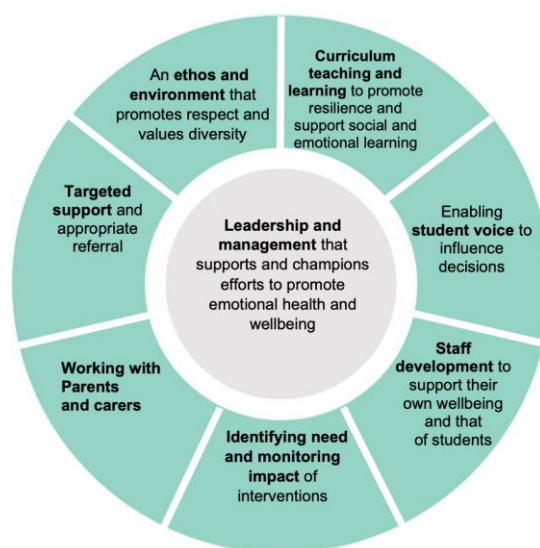 An ethos and
environment that
promotes respect and
values diversity
Curriculum
teaching and
learning to promote
resilience and
support social and
emotional learning
Enabling
student voice to
influence
decisions
Staff
development to
support their
own wellbeing
and that
of students
Identifying need
and monitoring
impact of
interventions
Working with
Parents
and carers
Targeted
support and
appropriate
referral
Leadership and
management that
supports and champions
efforts to promote
emotional health and
wellbeing